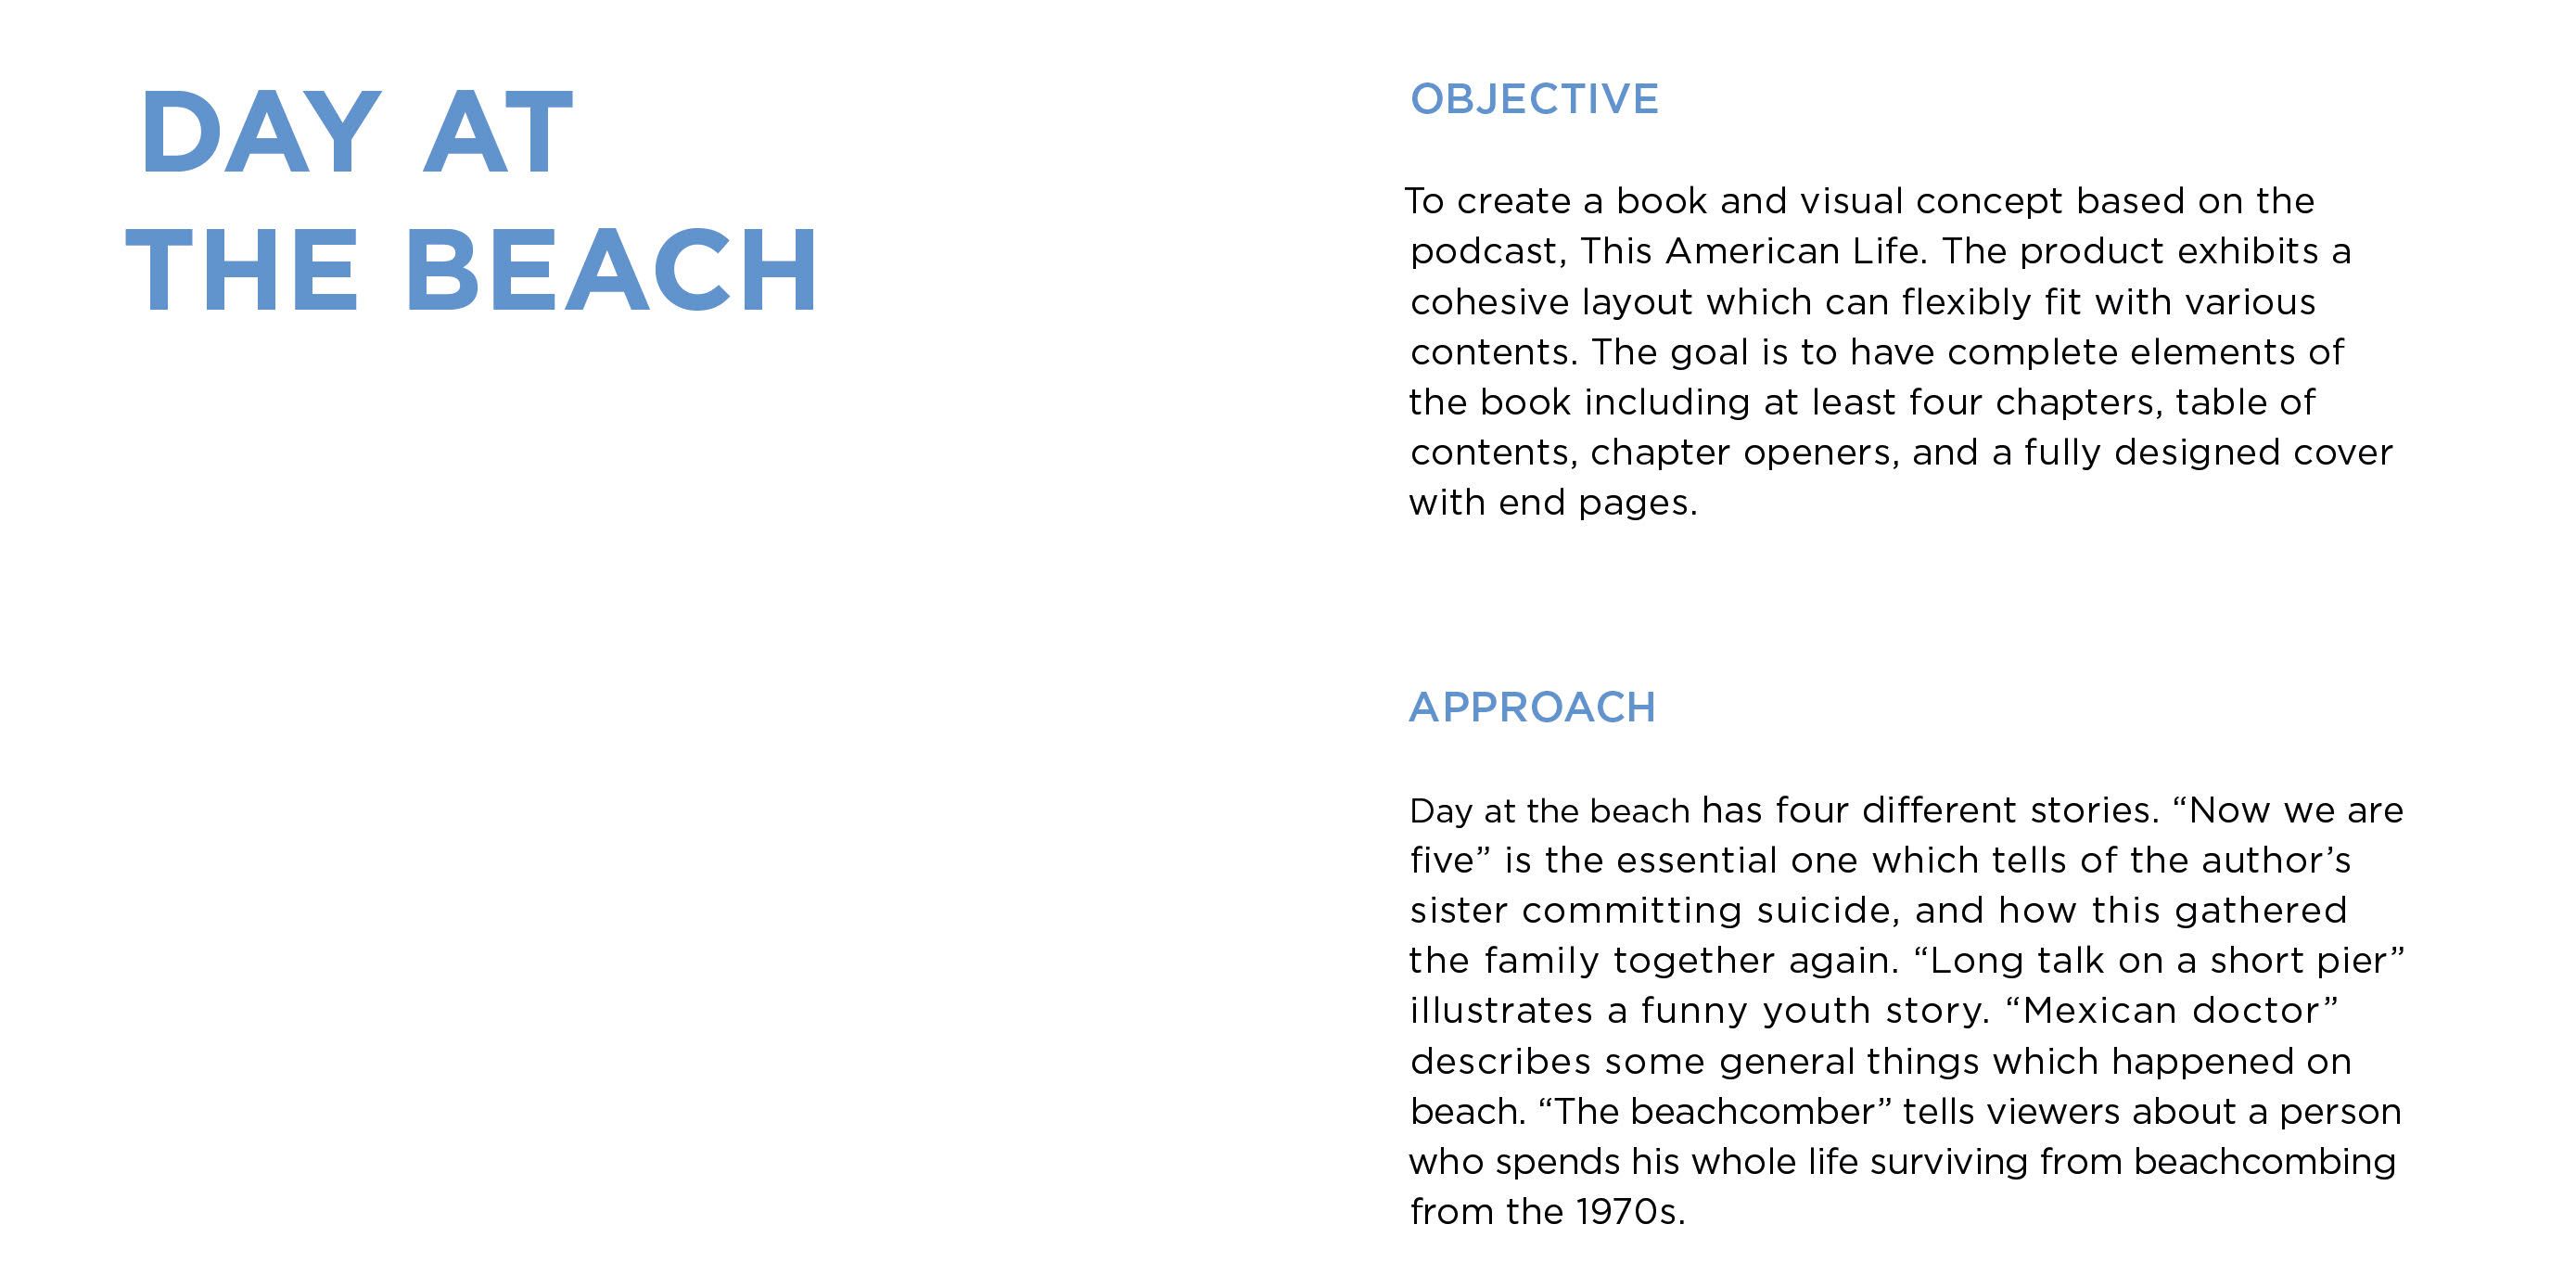 DAY AT
THE BEACH
OBJECTIVE
To create a book and visual concept based on the
podcast, This American Life. The product exhibits a
cohesive layout which can flexibly fit with various
contents. The goal is to have complete elements of
the book including at least four chapters, table of
contents, chapter openers, and a fully designed cover
with end pages.
APPROACH
Day at the beach has four different stories. “Now we are
five” is the essential one which tells of the author’s
sister committing suicide, and how this gathered
the family together again. “Long talk on a short pier”
illustrates a funny youth story. “Mexican doctor”
describes some general things which happened on
beach. “The beachcomber” tells viewers about a person
who spends his whole life surviving from beachcombing
from the 1970s.